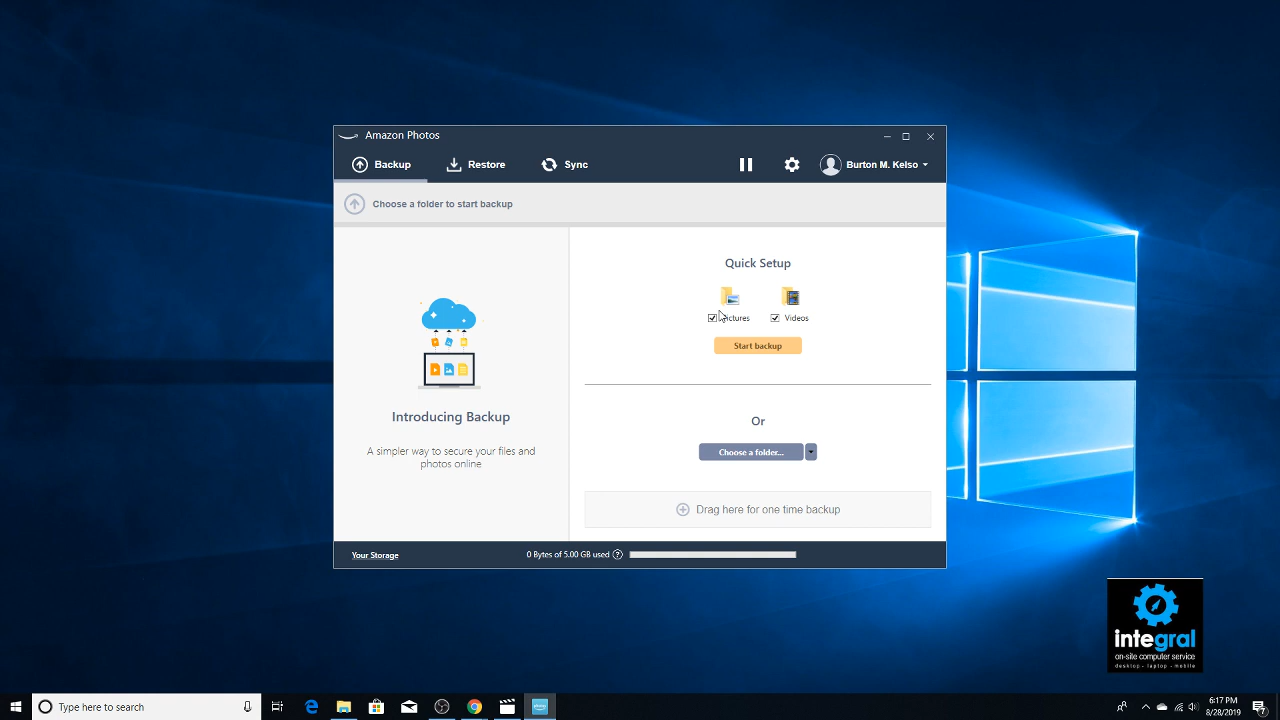 Amazon Photos
Backup
Restore
Sync
Burton M. Kelso
Choose a folder to start backup
Quick Setup
Pictures
Videos
Start backup
Introducing Backup
A simpler way to secure your files and
photos online
Or
Choose a folder...
Drag here for one time backup
Your Storage
0 Bytes of 5.00 GB used
integral
on-site computer service
desktop - laptop - mobile
Type here to search
photos
6:17 PM
8/28/2019